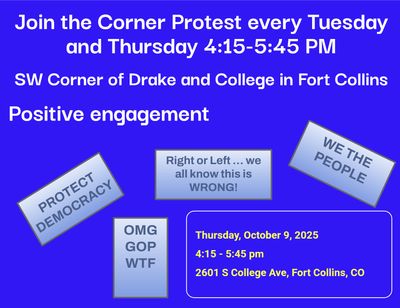 Join the Corner Protest every Tuesday
and Thursday 4:15-5:45 PM
SW Corner of Drake and College in Fort Collins
Positive engagement
PROTECT
DEMOCRACY
Right or Left ... we
all know this is
WRONG!
WE THE
PEOPLE
OMG
GOP
WTF
Thursday, October 9, 2025
4:15 - 5:45 pm
2601 S College Ave, Fort Collins, CO